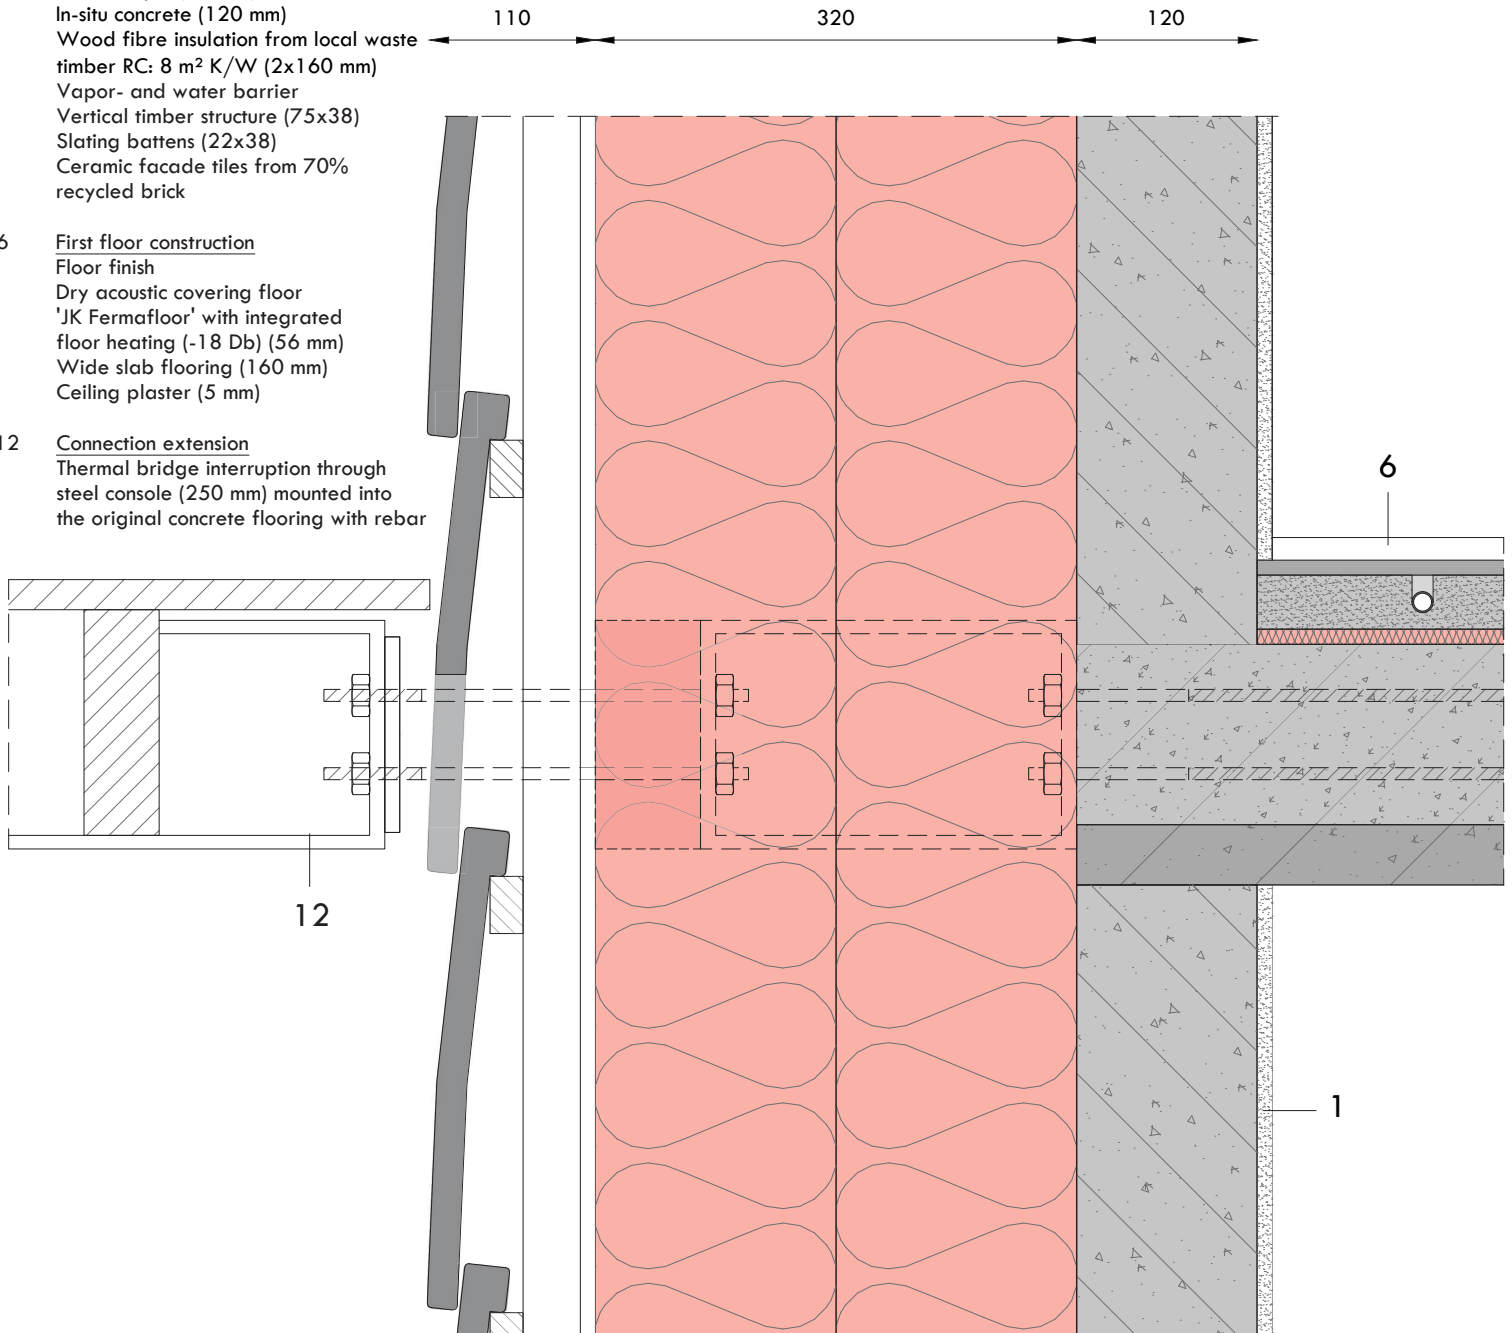 In-situ concrete (120 mm)
Wood fibre insulation from local waste
timber RC: 8 m² K/W (2x160 mm)
Vapor- and water barrier
Vertical timber structure (75x38)
Slating battens (22x38)
Ceramic facade tiles from 70%
recycled brick
6 First floor construction
Floor finish
Dry acoustic covering floor
'JK Fermafloor' with integrated
floor heating (-18 Db) (56 mm)
Wide slab flooring (160 mm)
Ceiling plaster (5 mm)
12 Connection extension
Thermal bridge interruption through
steel console (250 mm) mounted into
the original concrete flooring with rebar
110 320 120
6
12
1